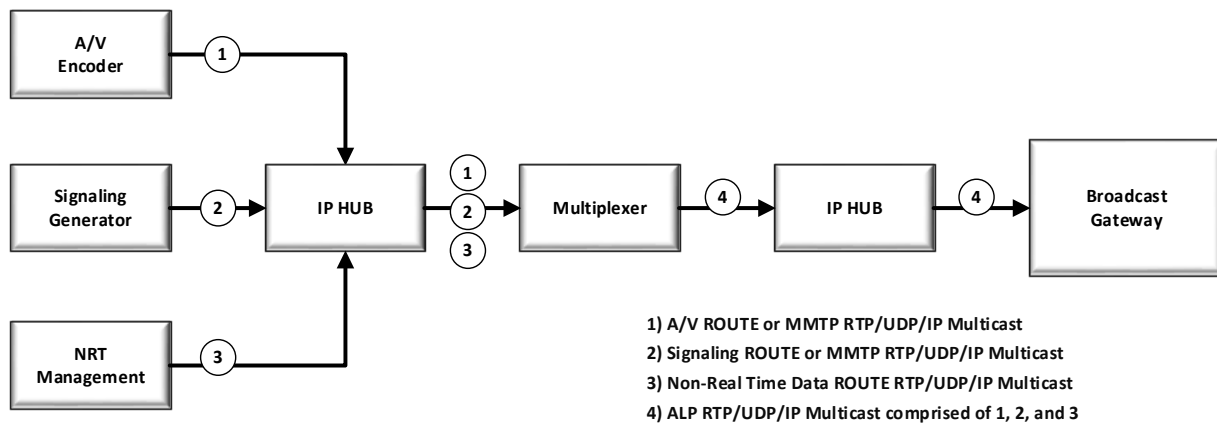 A/V
Encoder
1
Signaling
Generator
2
NRT
Management
3
IP HUB
1
2
3
Multiplexer
4
IP HUB
4
Broadcast
Gateway
1) A/V ROUTE or MMTP RTP/UDP/IP Multicast
2) Signaling ROUTE or MMTP RTP/UDP/IP Multicast
3) Non-Real Time Data ROUTE RTP/UDP/IP Multicast
4) ALP RTP/UDP/IP Multicast comprised of 1, 2, and 3